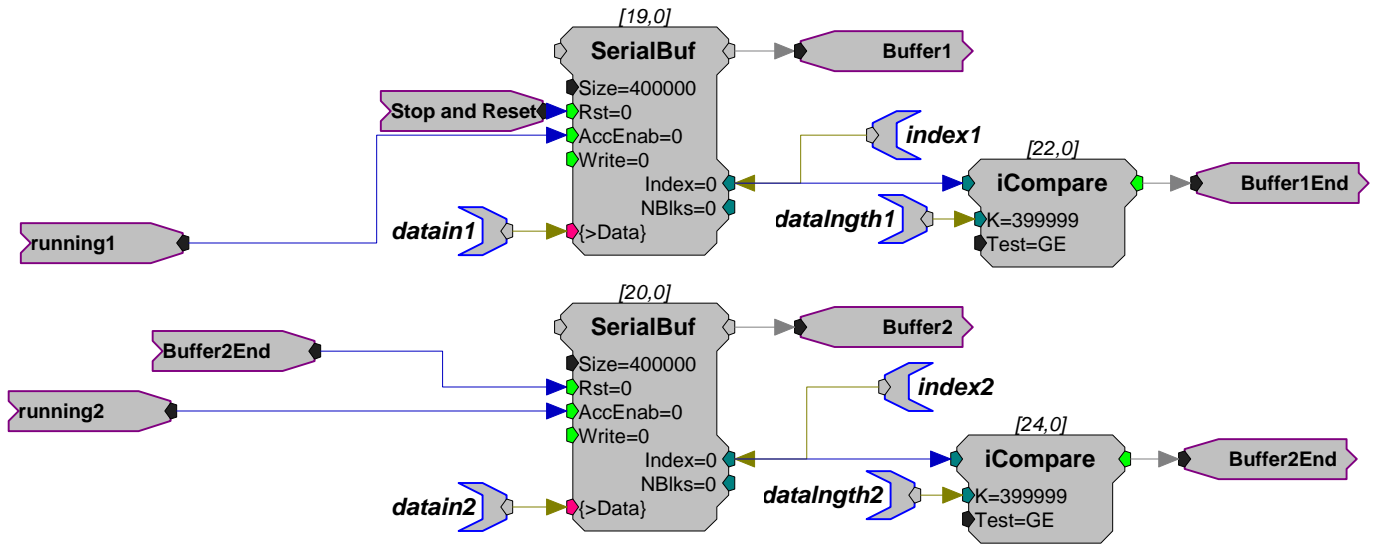 [19,0]
SerialBuf
Buffer1
Size=400000
Stop and Reset
Rst=0
AccEnab=0
index1
Write=0
[22,0]
Index=0
iCompare
Buffer1End
NBlks=0
datalngth1
K=399999
datain1
{>Data}
running1
Test=GE
[20,0]
SerialBuf
Buffer2
Buffer2End
Size=400000
Rst=0
index2
running2
AccEnab=0
Write=0
[24,0]
Index=0
iCompare
Buffer2End
NBlks=0
datalngth2
K=399999
datain2
{>Data}
Test=GE